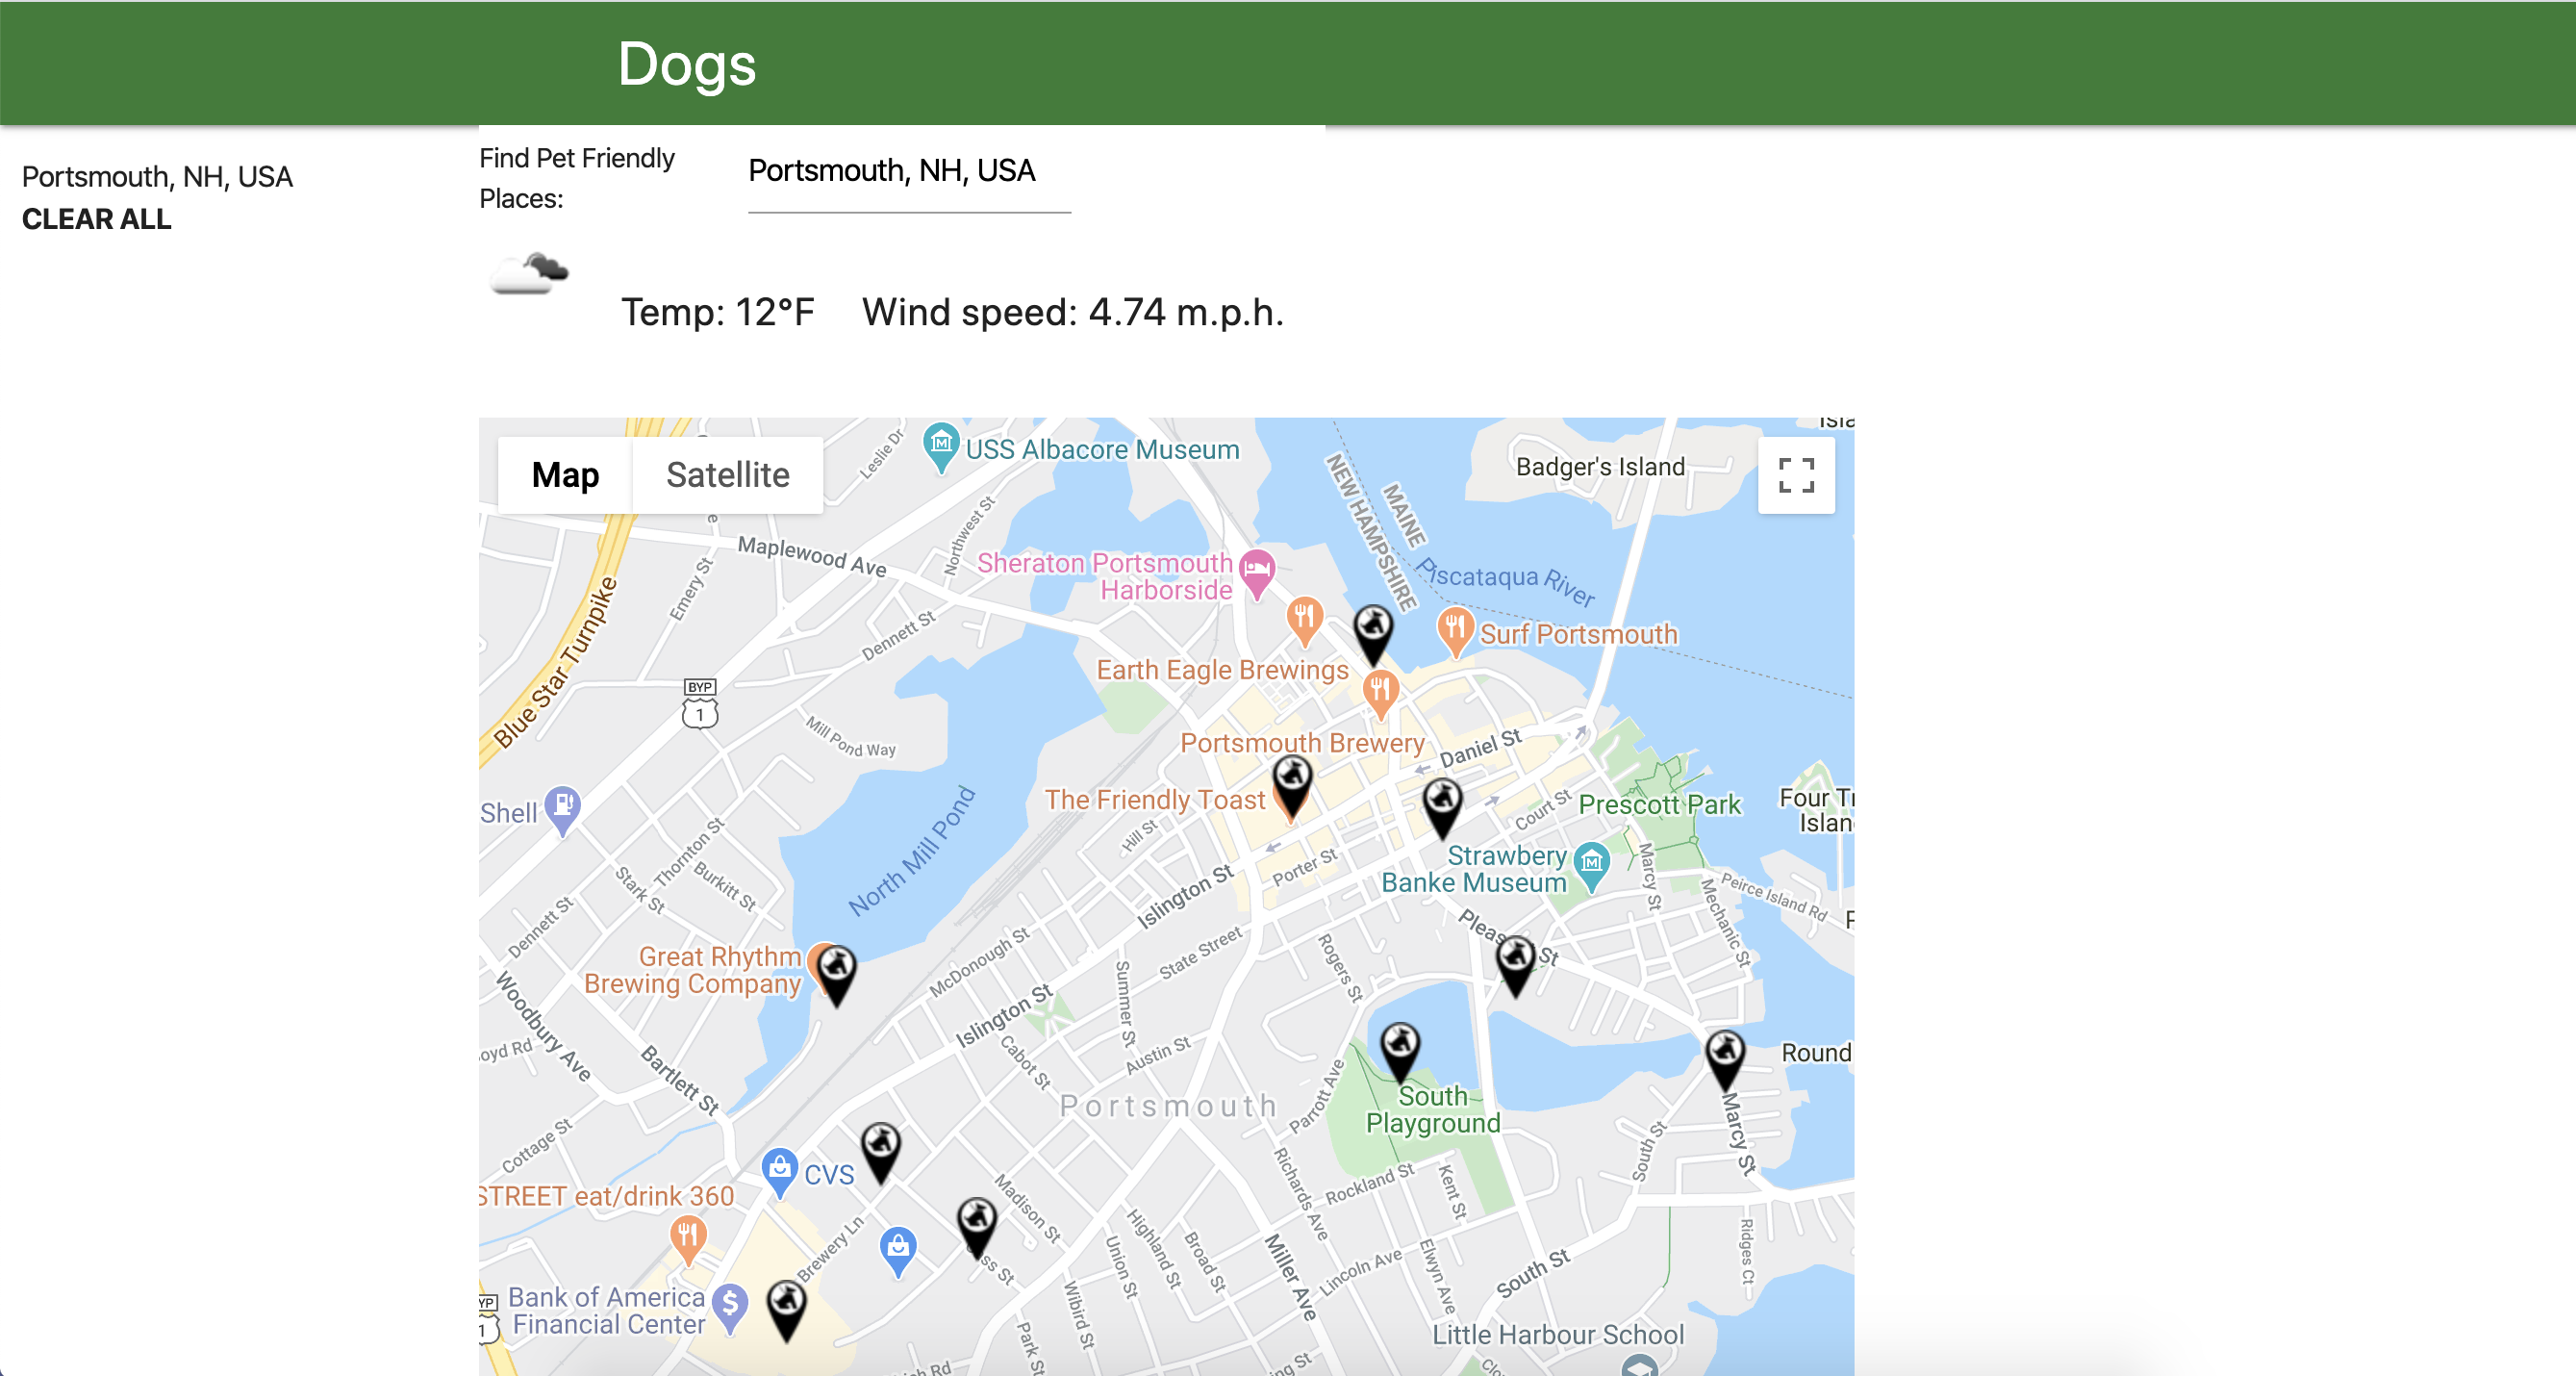 Dogs
Portsmouth, NH, USA
CLEAR ALL
Find Pet Friendly
Places:
Portsmouth, NH, USA
Temp: 12°F
Wind speed: 4.74 m.p.h.
Map
Satellite
USS Albacore Museum
Leslie Dr
Badger's Island
Northwest St
Maplewood Ave
NEW HAMPSHIRE
MAINE
Piscataqua River
Sheraton Portsmouth
Harborside
Emery St
Dennett St
Surf Portsmouth
Earth Eagle Brewings
Blue Star Turnpike
BYP
1
Mill Pond Way
Portsmouth Brewery
Daniel St
The Friendly Toast
Court St
Prescott Park
Shell
North Mill Pond
Hill St
Thornton St
Burkitt St
Stark St
Porter St
Strawbery
Banke Museum
Marcy St
Mechanic St
Peirce Island Rd
Islington St
Dennett St
State Street
Rogers St
McDonough St
Great Rhythm
Brewing Company
Summer St
Islington St
Woodbury Ave
Bartlett St
Cabot St
Austin St
Round
Portsmouth
Parrott Ave
South
Playground
Marcy St
Cottage St
CVS
Madison St
Richards Ave
Rockland St
Kent St
South St
STREET eat/drink 360
Brewery Ln
Highland St
Union St
Broad St
Miller Ave
Lincoln Ave
Elwyn Ave
South St
Ridges Ct
Wibird St
Park St
Bank of America
Financial Center
1
Little Harbour School